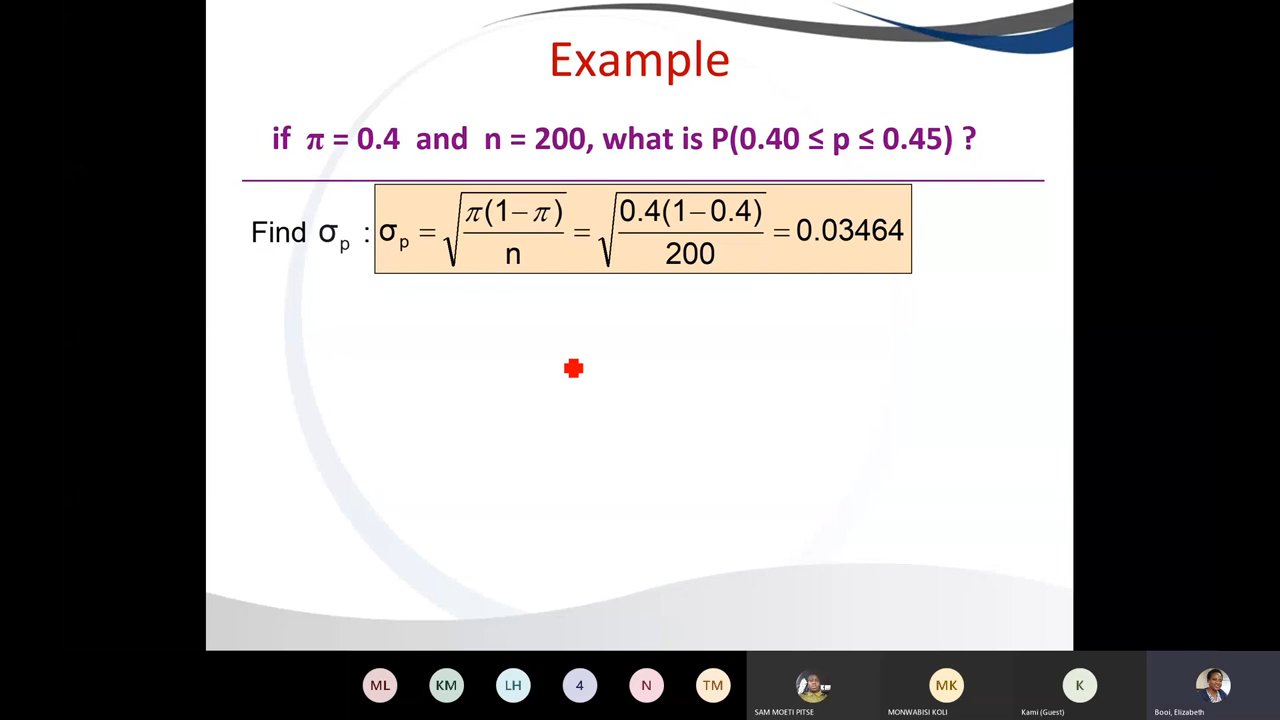 Example
if π = 0.4 and n = 200, what is P(0.40 ≤ p ≤ 0.45) ?
Find σp : σp = √(π(1−π)/n) = √(0.4(1−0.4)/200) = 0.03464
ML KM LH 4 N TM MK K
SAM MOETI PITSE MONWABISI KOLI Kami (Guest) Booi, Elizabeth